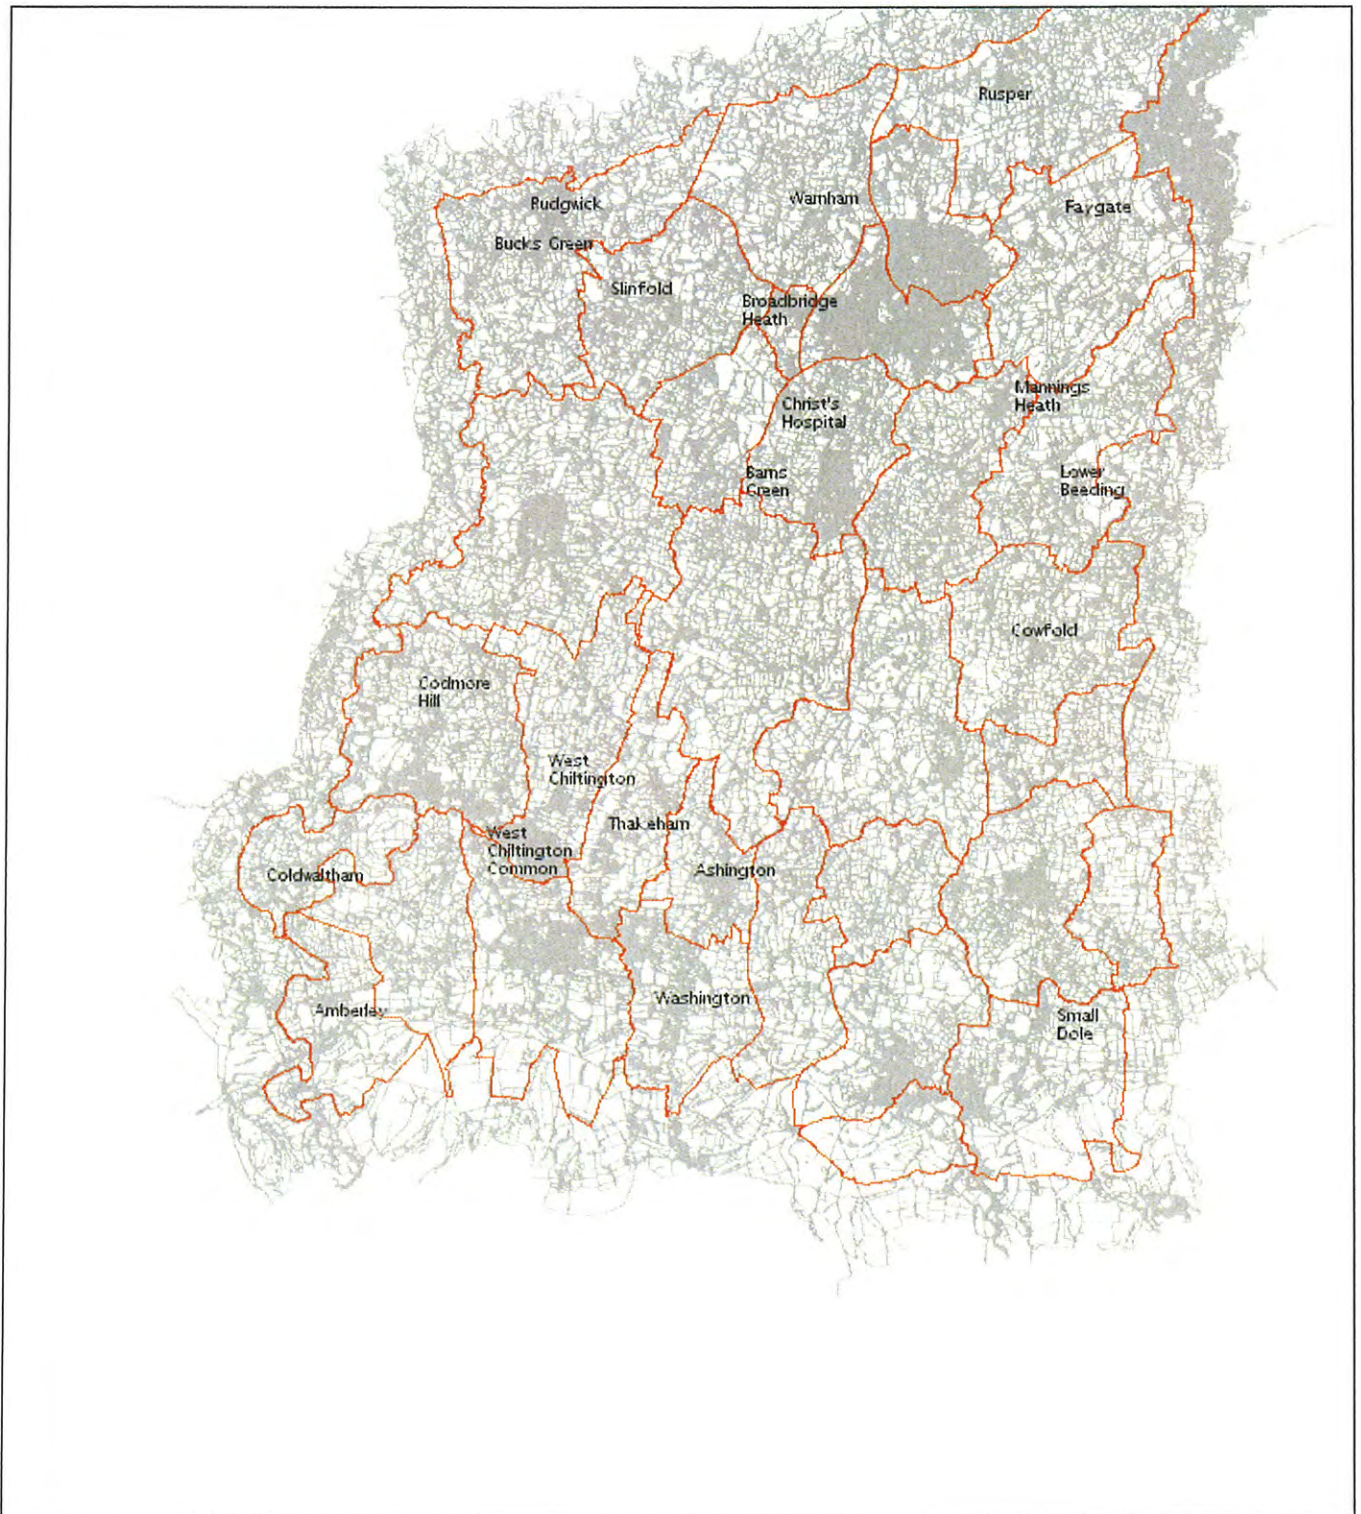 Rusper
Rudgwick
Warnham
Faygate
Bucks Green
Slinfold
Broadbridge
Heath
Mannings
Heath
Christ's
Hospital
Barns
Green
Lower
Beeding
Cowfold
Codmore
Hill
West
Chiltington
Thakeham
West
Chiltington
Common
Ashington
Coldwaltham
Washington
Amberley
Small
Dole